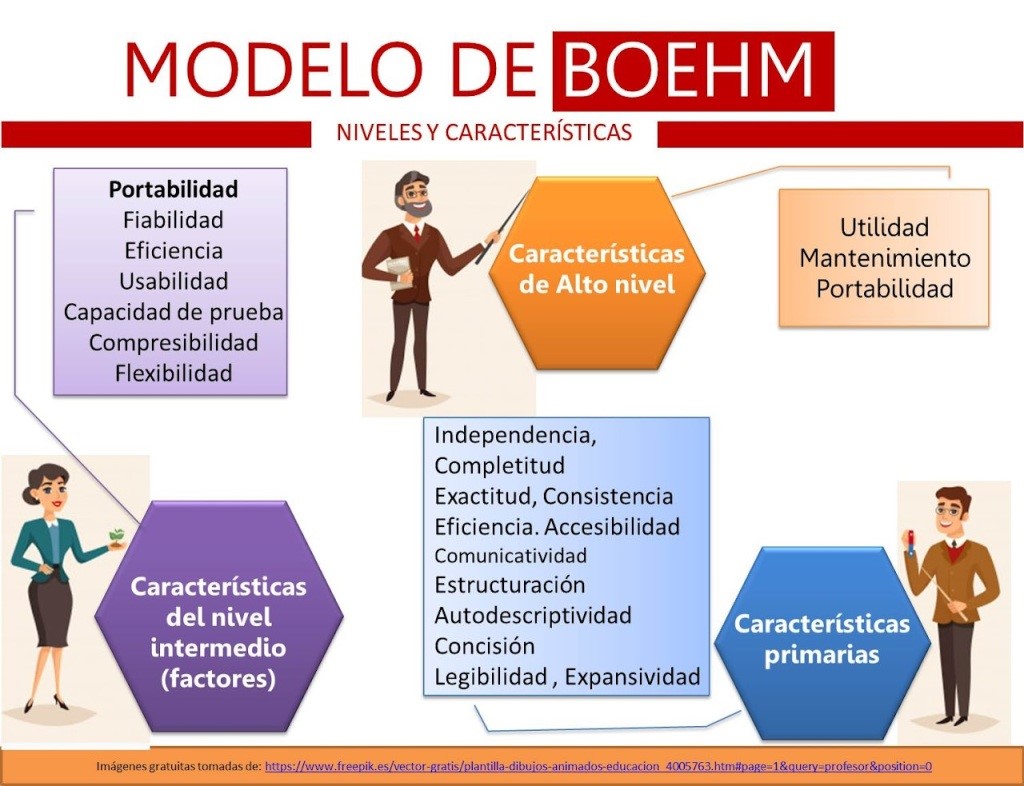 MODELO DE BOEHM
NIVELES Y CARACTERÍSTICAS
Portabilidad
Fiabilidad
Eficiencia
Usabilidad
Capacidad de prueba
Compresibilidad
Flexibilidad
Características
de Alto nivel
Utilidad
Mantenimiento
Portabilidad
Características
del nivel
intermedio
(factores)
Independencia,
Completitud
Exactitud, Consistencia
Eficiencia. Accesibilidad
Comunicatividad
Estructuración
Autodescriptividad
Concisión
Legibilidad , Expansividad
Características
primarias
Imágenes gratuitas tomadas de: https://www.freepik.es/vector-gratis/plantilla-dibujos-animados-educacion_4005763.htm#page=1&query=profesor&position=0